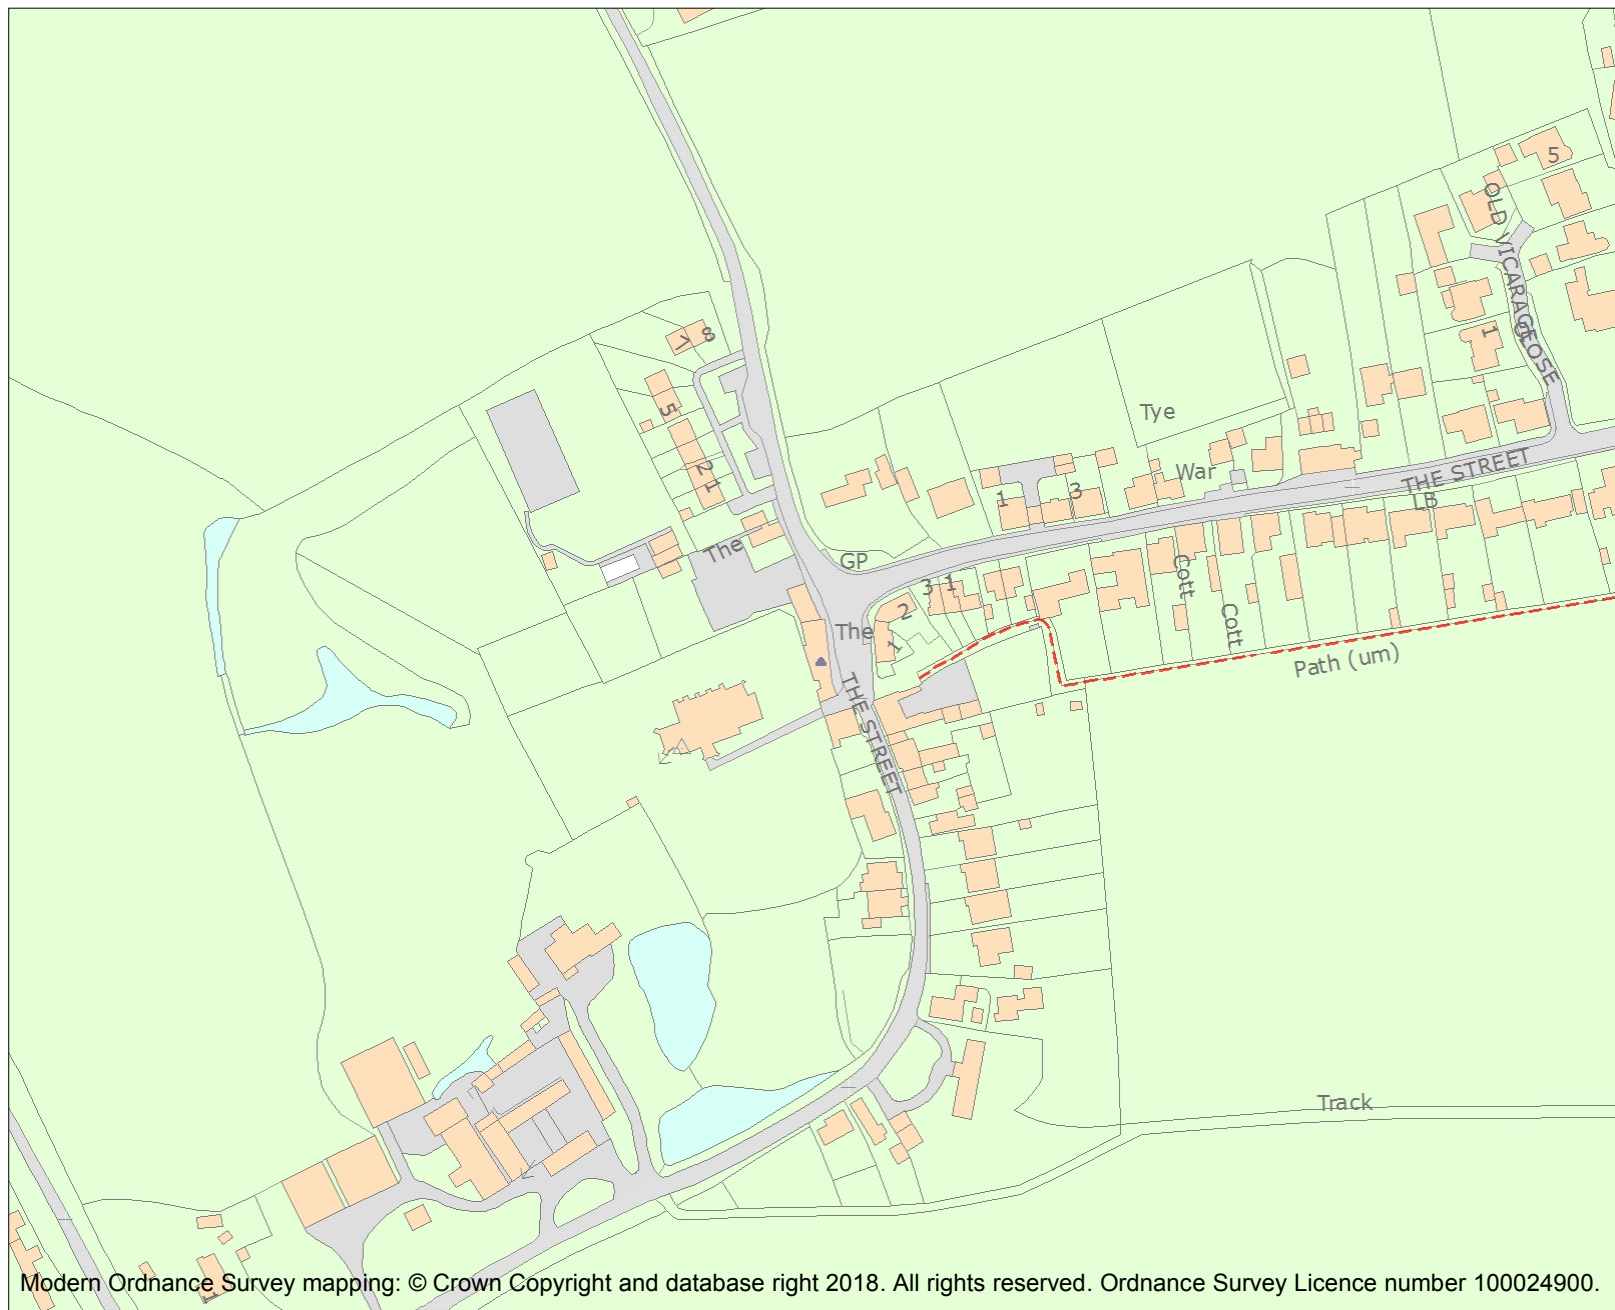 5
OLD VICARAGE
CLOSE
1
8
7
5
2
1
Tye
War
1
3
THE STREET
LB
The
GP
3
1
2
The
1
Cott
Cott
Path (um)
THE STREET
Track
1
Modern Ordnance Survey mapping: © Crown Copyright and database right 2018. All rights reserved. Ordnance Survey Licence number 100024900.